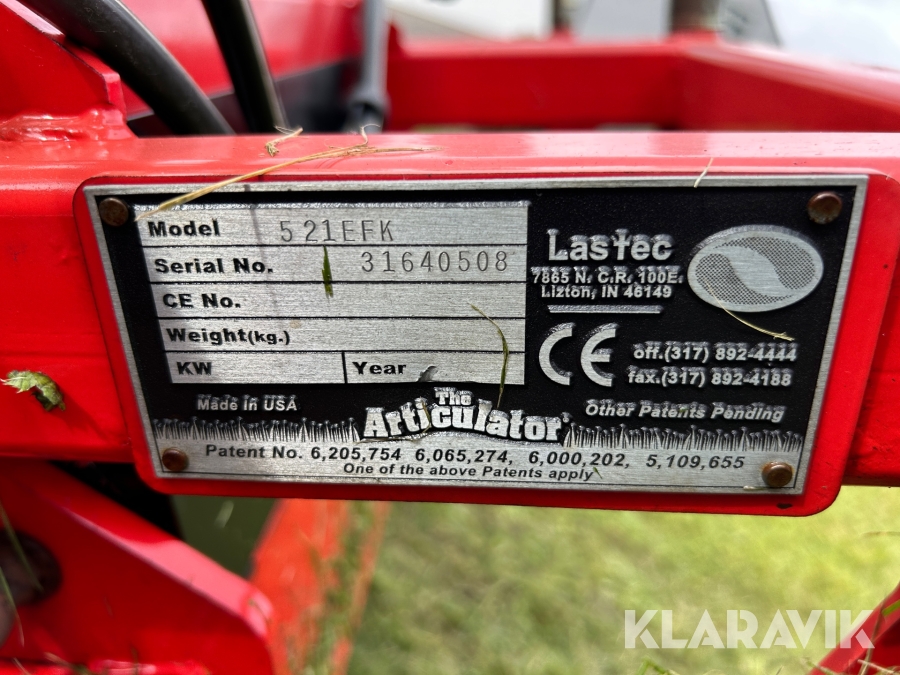 Model 521EFK
Serial No. 31640508
CE No.
Weight(kg.)
KW Year
Lastec
7865 N. C.R. 100E.
Lizton, IN 46149
CE
off.(317) 892-4444
fax.(317) 892-4188
Made In USA
The
Articulator
Other Patents Pending
Patent No. 6,205,754 6,065,274, 6,000,202, 5,109,655
One of the above Patents apply
KLARAVIK